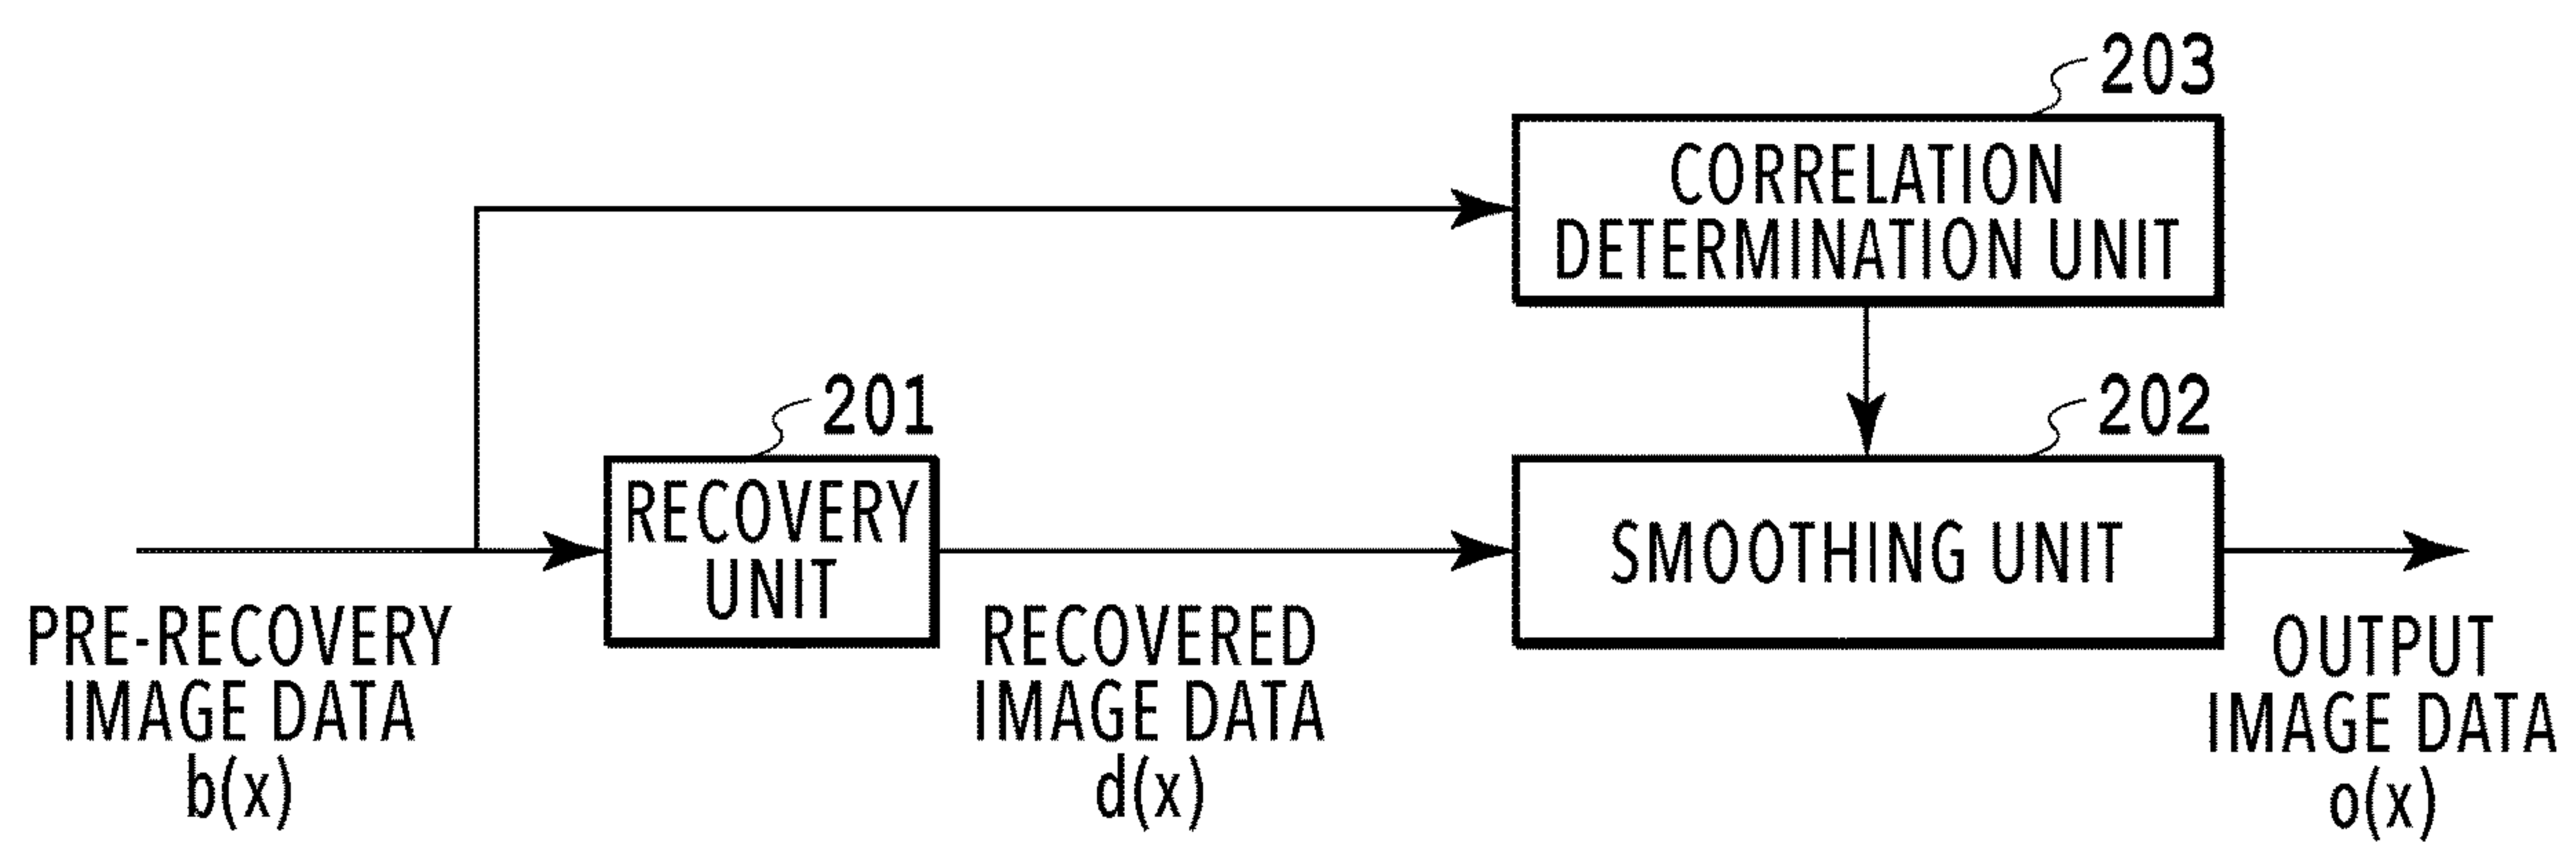 203
CORRELATION
DETERMINATION UNIT
201
202
RECOVERY
UNIT
SMOOTHING UNIT
PRE-RECOVERY
IMAGE DATA
b(x)
RECOVERED
IMAGE DATA
d(x)
OUTPUT
IMAGE DATA
o(x)